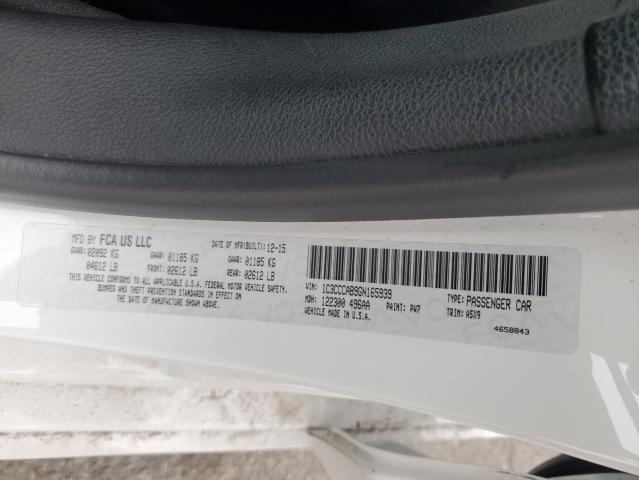 MFD BY FCA US LLC DATE OF MFR(BUILT): 12-15
GVWR: 02092 KG GAWR: 01185 KG GAWR: 01185 KG
04612 LB FRONT: 02612 LB REAR: 02612 LB
THIS VEHICLE CONFORMS TO ALL APPLICABLE U.S.A. FEDERAL MOTOR VEHICLE SAFETY,
BUMPER AND THEFT PREVENTION STANDARDS IN EFFECT ON
THE DATE OF MANUFACTURE SHOWN ABOVE.
VIN: 1C3CCCAB9GN165939 TYPE: PASSENGER CAR
MDH: 122300 496AA PAINT: PW7 TRIM: A5X9
VEHICLE MADE IN U.S.A. 4658843